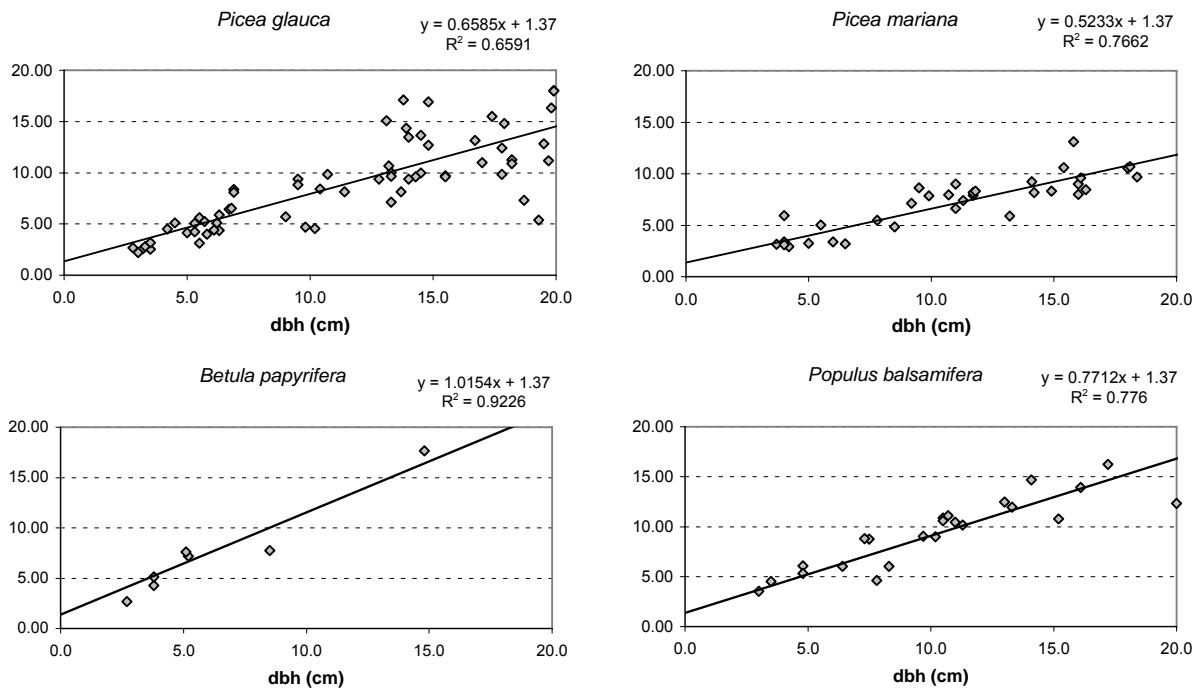 Picea glauca
y = 0.6585x + 1.37
R² = 0.6591
20.00
15.00
10.00
5.00
0.00
0.0 5.0 10.0 15.0 20.0
dbh (cm)
Picea mariana
y = 0.5233x + 1.37
R² = 0.7662
20.00
15.00
10.00
5.00
0.00
0.0 5.0 10.0 15.0 20.0
dbh (cm)
Betula papyrifera
y = 1.0154x + 1.37
R² = 0.9226
20.00
15.00
10.00
5.00
0.00
0.0 5.0 10.0 15.0 20.0
dbh (cm)
Populus balsamifera
y = 0.7712x + 1.37
R² = 0.776
20.00
15.00
10.00
5.00
0.00
0.0 5.0 10.0 15.0 20.0
dbh (cm)